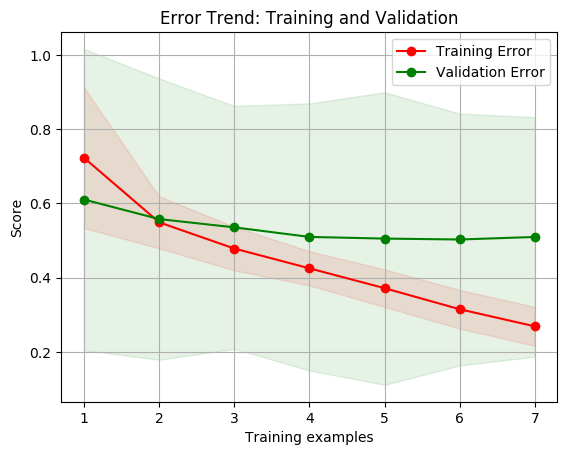 Error Trend: Training and Validation
Training Error
Validation Error
Score
1.0
0.8
0.6
0.4
0.2
1 2 3 4 5 6 7
Training examples